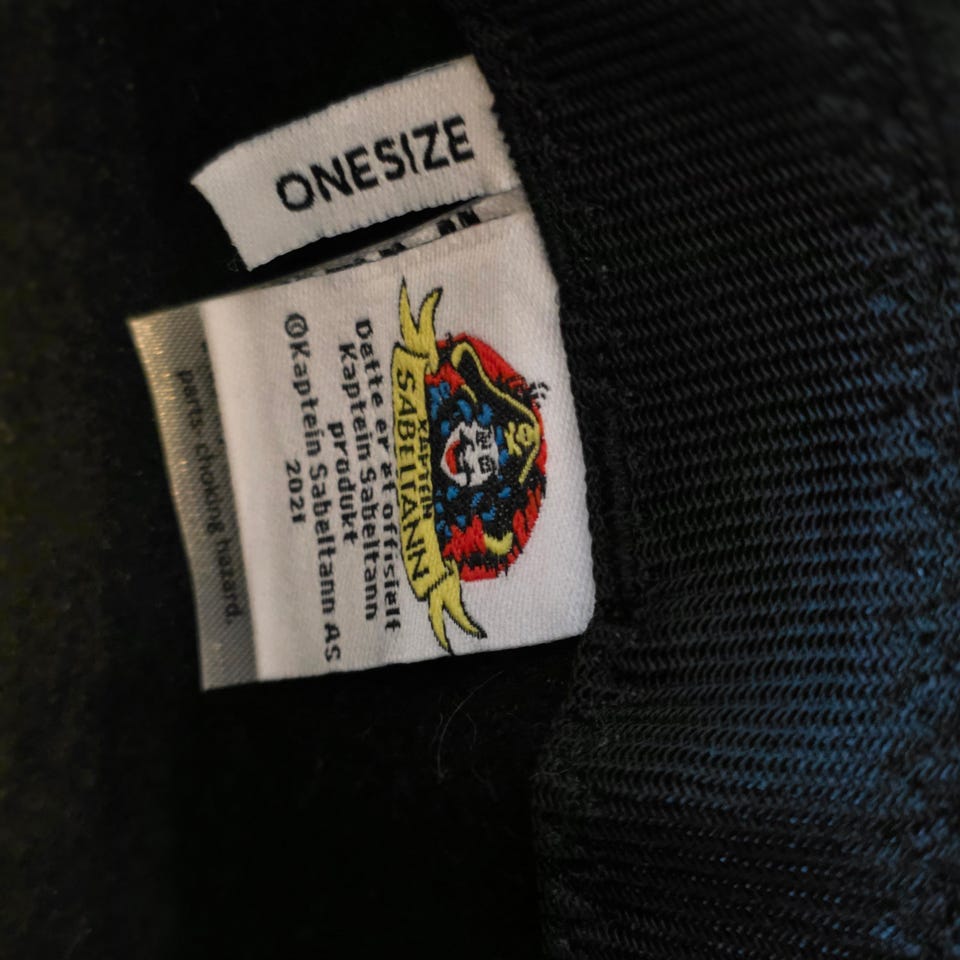 ONESIZE
KAPTEIN
SABELTANN
Dette er et offisielt
Kaptein Sabeltann
produkt
©Kaptein Sabeltann AS
2021
parts-choking hazard.